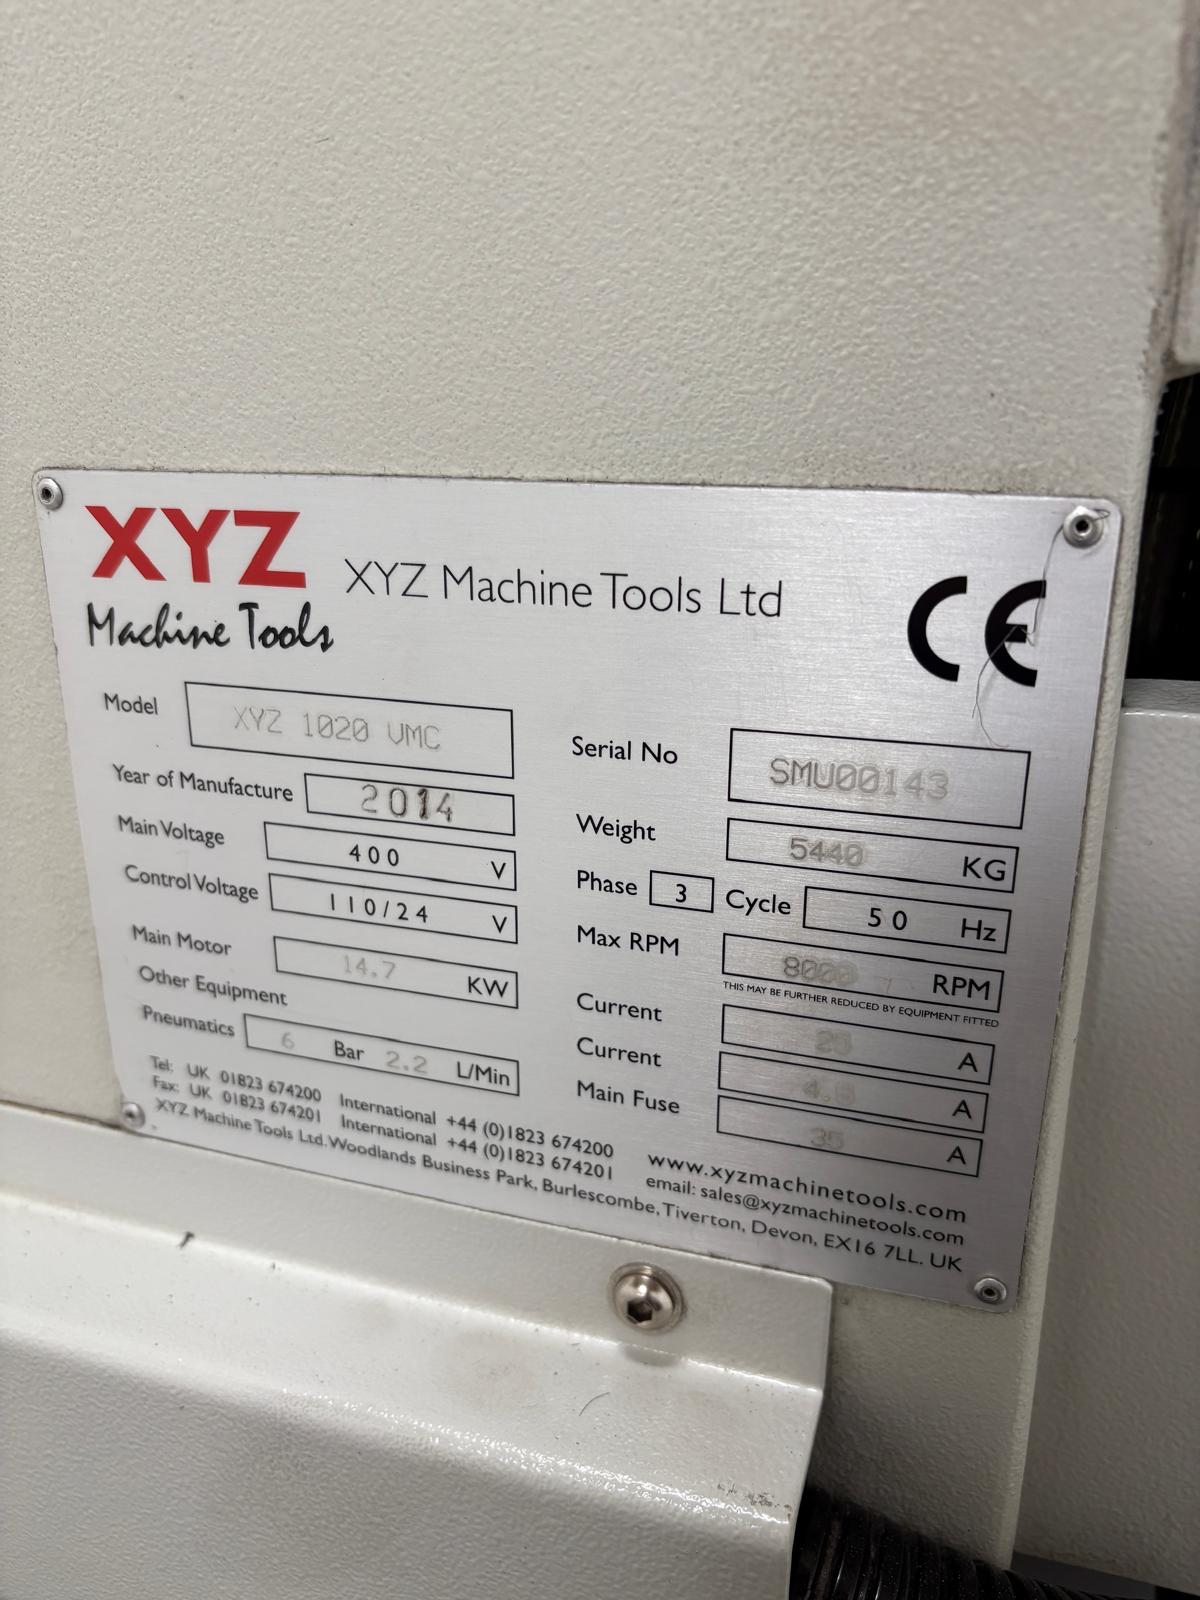 XYZ
Machine Tools
XYZ Machine Tools Ltd
CE
Model XYZ 1020 VMC
Year of Manufacture 2014
Main Voltage 400 V
Control Voltage 110/24 V
Main Motor 14.7 KW
Other Equipment
Pneumatics 6 Bar 2.2 L/Min
Serial No SMU00143
Weight 5440 KG
Phase 3 Cycle 50 Hz
Max RPM 8000 RPM
THIS MAY BE FURTHER REDUCED BY EQUIPMENT FITTED
Current A
Current A
Main Fuse 35 A
Tel: UK 01823 674200 International +44 (0)1823 674200
Fax: UK 01823 674201 International +44 (0)1823 674201
www.xyzmachinetools.com
email: sales@xyzmachinetools.com
XYZ Machine Tools Ltd. Woodlands Business Park, Burlescombe, Tiverton, Devon, EX16 7LL. UK